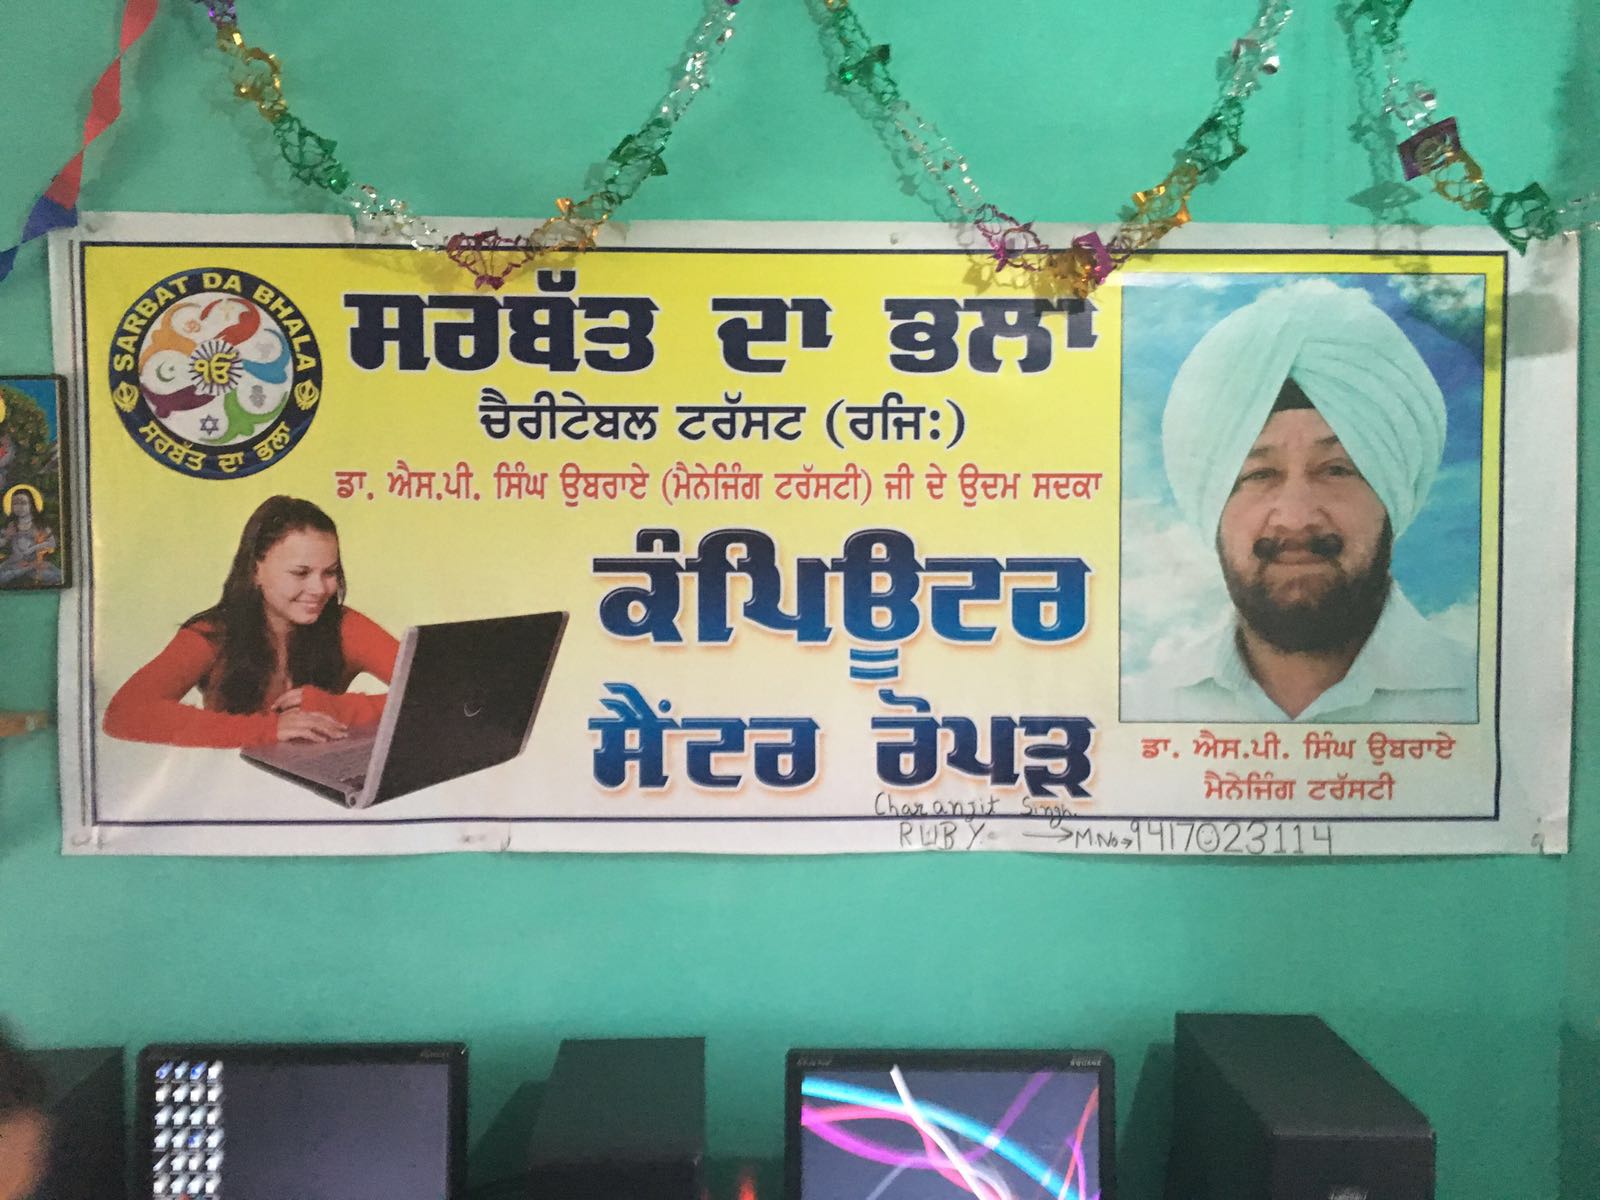 SARBAT DA BHALA
ੴ
ਸਰਬੱਤ ਦਾ ਭਲਾ
ਸਰਬੱਤ ਦਾ ਭਲਾ
ਚੈਰੀਟੇਬਲ ਟਰੱਸਟ (ਰਜਿ:)
ਡਾ. ਐਸ.ਪੀ. ਸਿੰਘ ਉਬਰਾਏ (ਮੈਨੇਜਿੰਗ ਟਰੱਸਟੀ) ਜੀ ਦੇ ਉਦਮ ਸਦਕਾ
ਕੰਪਿਊਟਰ
ਸੈਂਟਰ ਰੋਪੜ
ਡਾ. ਐਸ.ਪੀ. ਸਿੰਘ ਉਬਰਾਏ
ਮੈਨੇਜਿੰਗ ਟਰੱਸਟੀ
Charanjit Singh.
RUBY. →M.No→9417023114